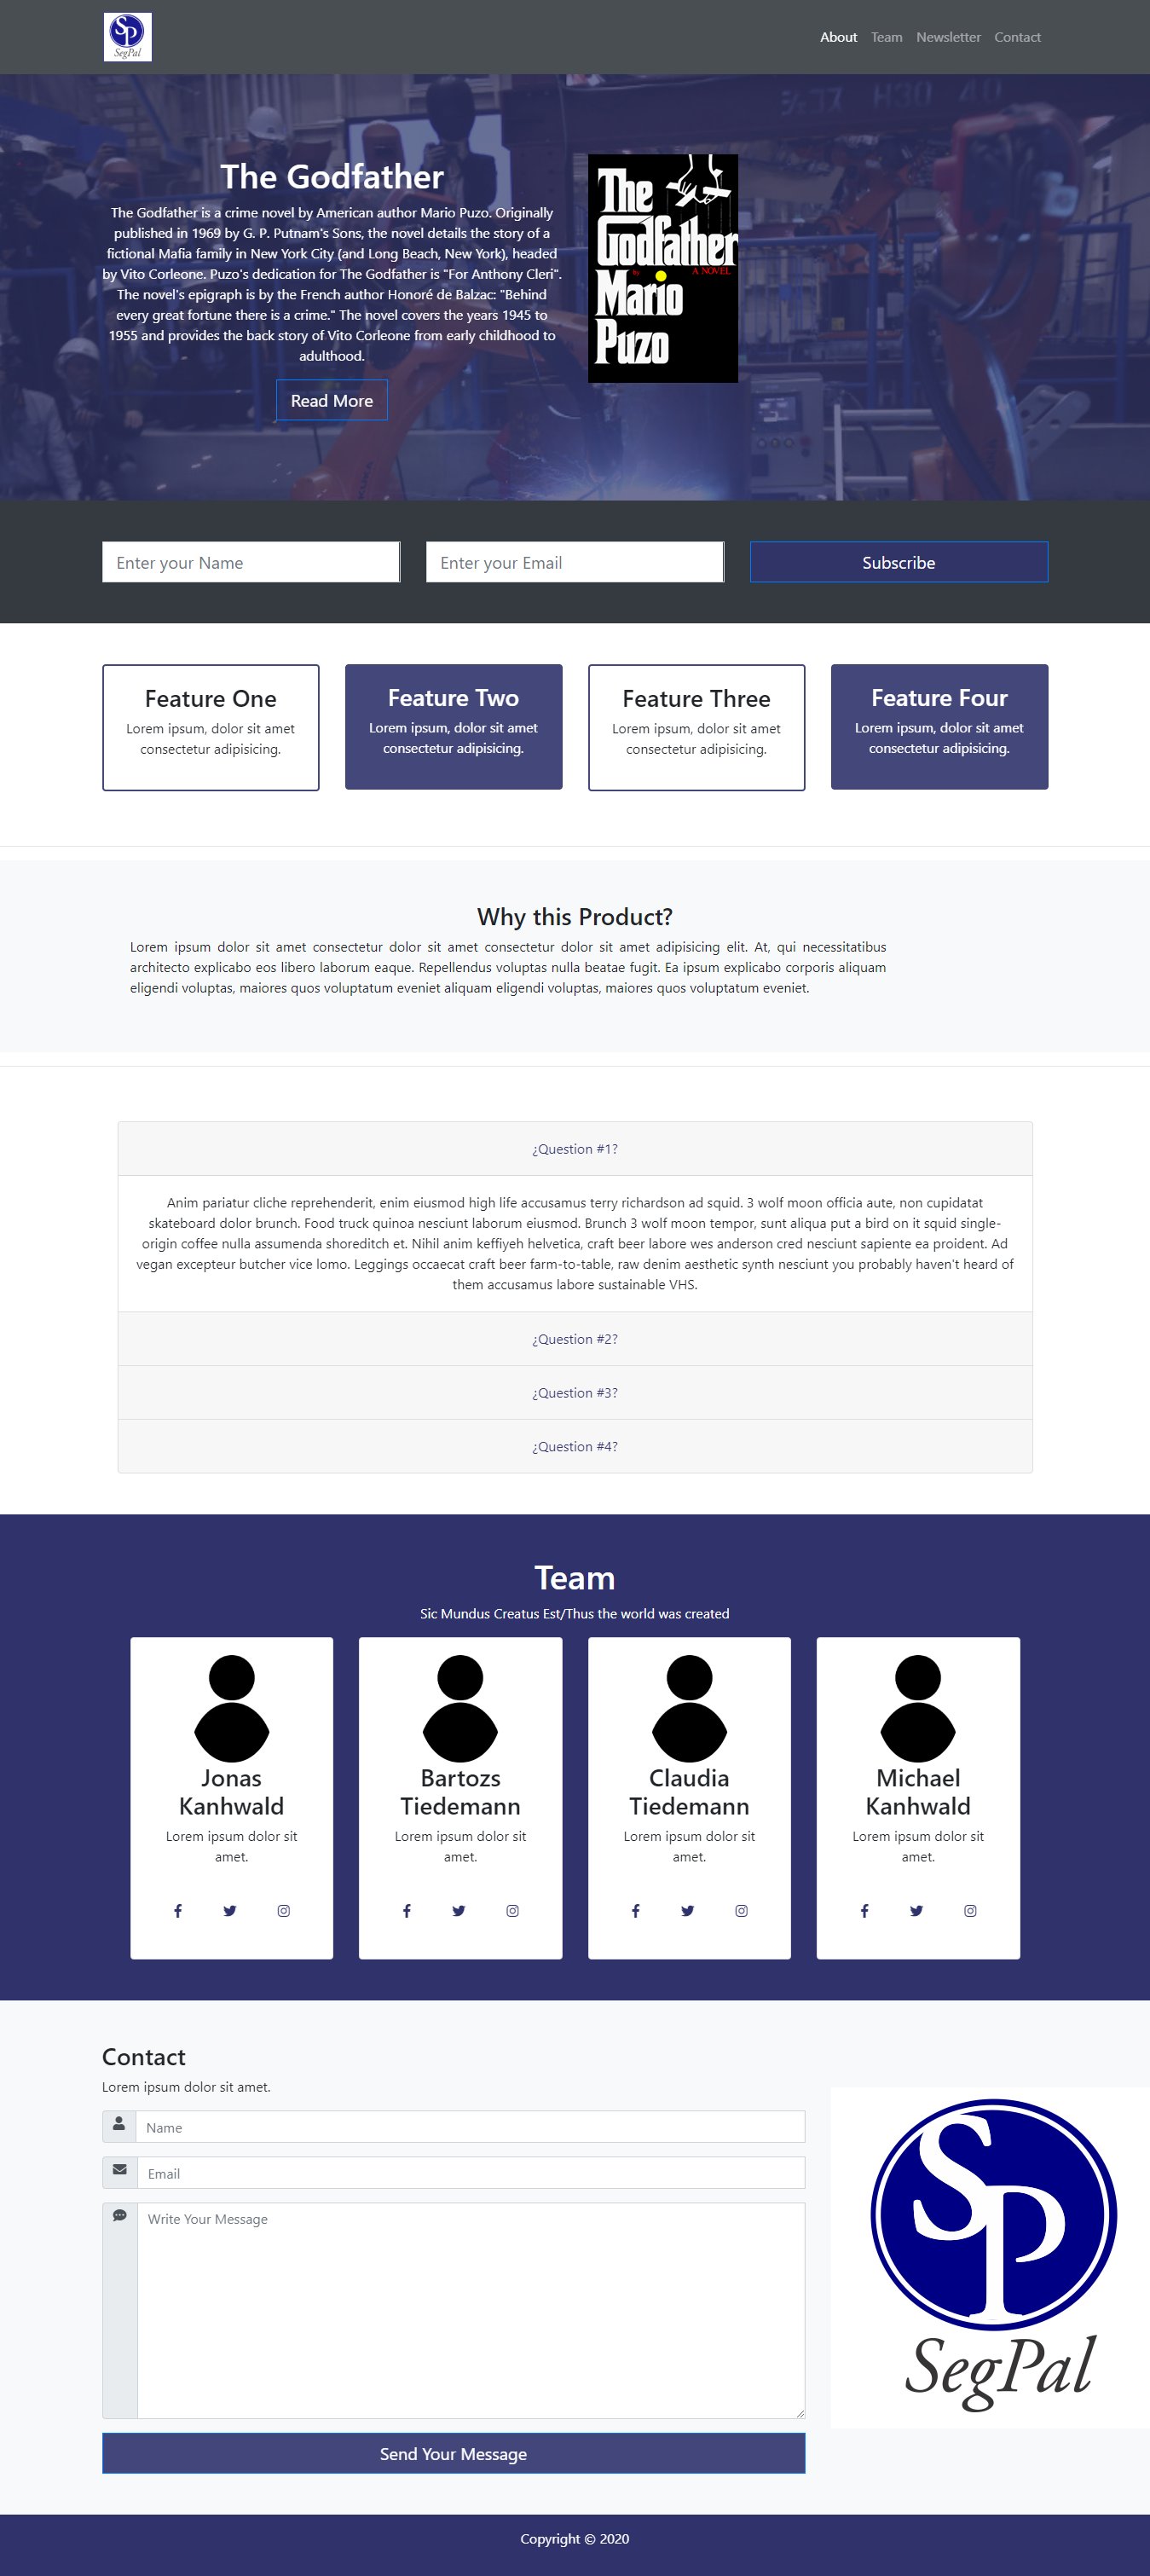 SP
SegPal
About Team Newsletter Contact
The Godfather
The Godfather is a crime novel by American author Mario Puzo. Originally
published in 1969 by G. P. Putnam's Sons, the novel details the story of a
fictional Mafia family in New York City (and Long Beach, New York), headed
by Vito Corleone. Puzo's dedication for The Godfather is "For Anthony Cleri".
The novel's epigraph is by the French author Honoré de Balzac: "Behind
every great fortune there is a crime." The novel covers the years 1945 to
1955 and provides the back story of Vito Corleone from early childhood to
adulthood.
Read More
The
Godfather
by A NOVEL
Mario
Puzo
H30 40
Enter your Name
Enter your Email
Subscribe
Feature One
Lorem ipsum, dolor sit amet
consectetur adipisicing.
Feature Two
Lorem ipsum, dolor sit amet
consectetur adipisicing.
Feature Three
Lorem ipsum, dolor sit amet
consectetur adipisicing.
Feature Four
Lorem ipsum, dolor sit amet
consectetur adipisicing.
Why this Product?
Lorem ipsum dolor sit amet consectetur dolor sit amet consectetur dolor sit amet adipisicing elit. At, qui necessitatibus
architecto explicabo eos libero laborum eaque. Repellendus voluptas nulla beatae fugit. Ea ipsum explicabo corporis aliquam
eligendi voluptas, maiores quos voluptatum eveniet aliquam eligendi voluptas, maiores quos voluptatum eveniet.
¿Question #1?
Anim pariatur cliche reprehenderit, enim eiusmod high life accusamus terry richardson ad squid. 3 wolf moon officia aute, non cupidatat
skateboard dolor brunch. Food truck quinoa nesciunt laborum eiusmod. Brunch 3 wolf moon tempor, sunt aliqua put a bird on it squid single-
origin coffee nulla assumenda shoreditch et. Nihil anim keffiyeh helvetica, craft beer labore wes anderson cred nesciunt sapiente ea proident. Ad
vegan excepteur butcher vice lomo. Leggings occaecat craft beer farm-to-table, raw denim aesthetic synth nesciunt you probably haven't heard of
them accusamus labore sustainable VHS.
¿Question #2?
¿Question #3?
¿Question #4?
Team
Sic Mundus Creatus Est/Thus the world was created
Jonas
Kanhwald
Lorem ipsum dolor sit
amet.
Bartozs
Tiedemann
Lorem ipsum dolor sit
amet.
Claudia
Tiedemann
Lorem ipsum dolor sit
amet.
Michael
Kanhwald
Lorem ipsum dolor sit
amet.
Contact
Lorem ipsum dolor sit amet.
Name
Email
Write Your Message
Send Your Message
SP
SegPal
Copyright © 2020